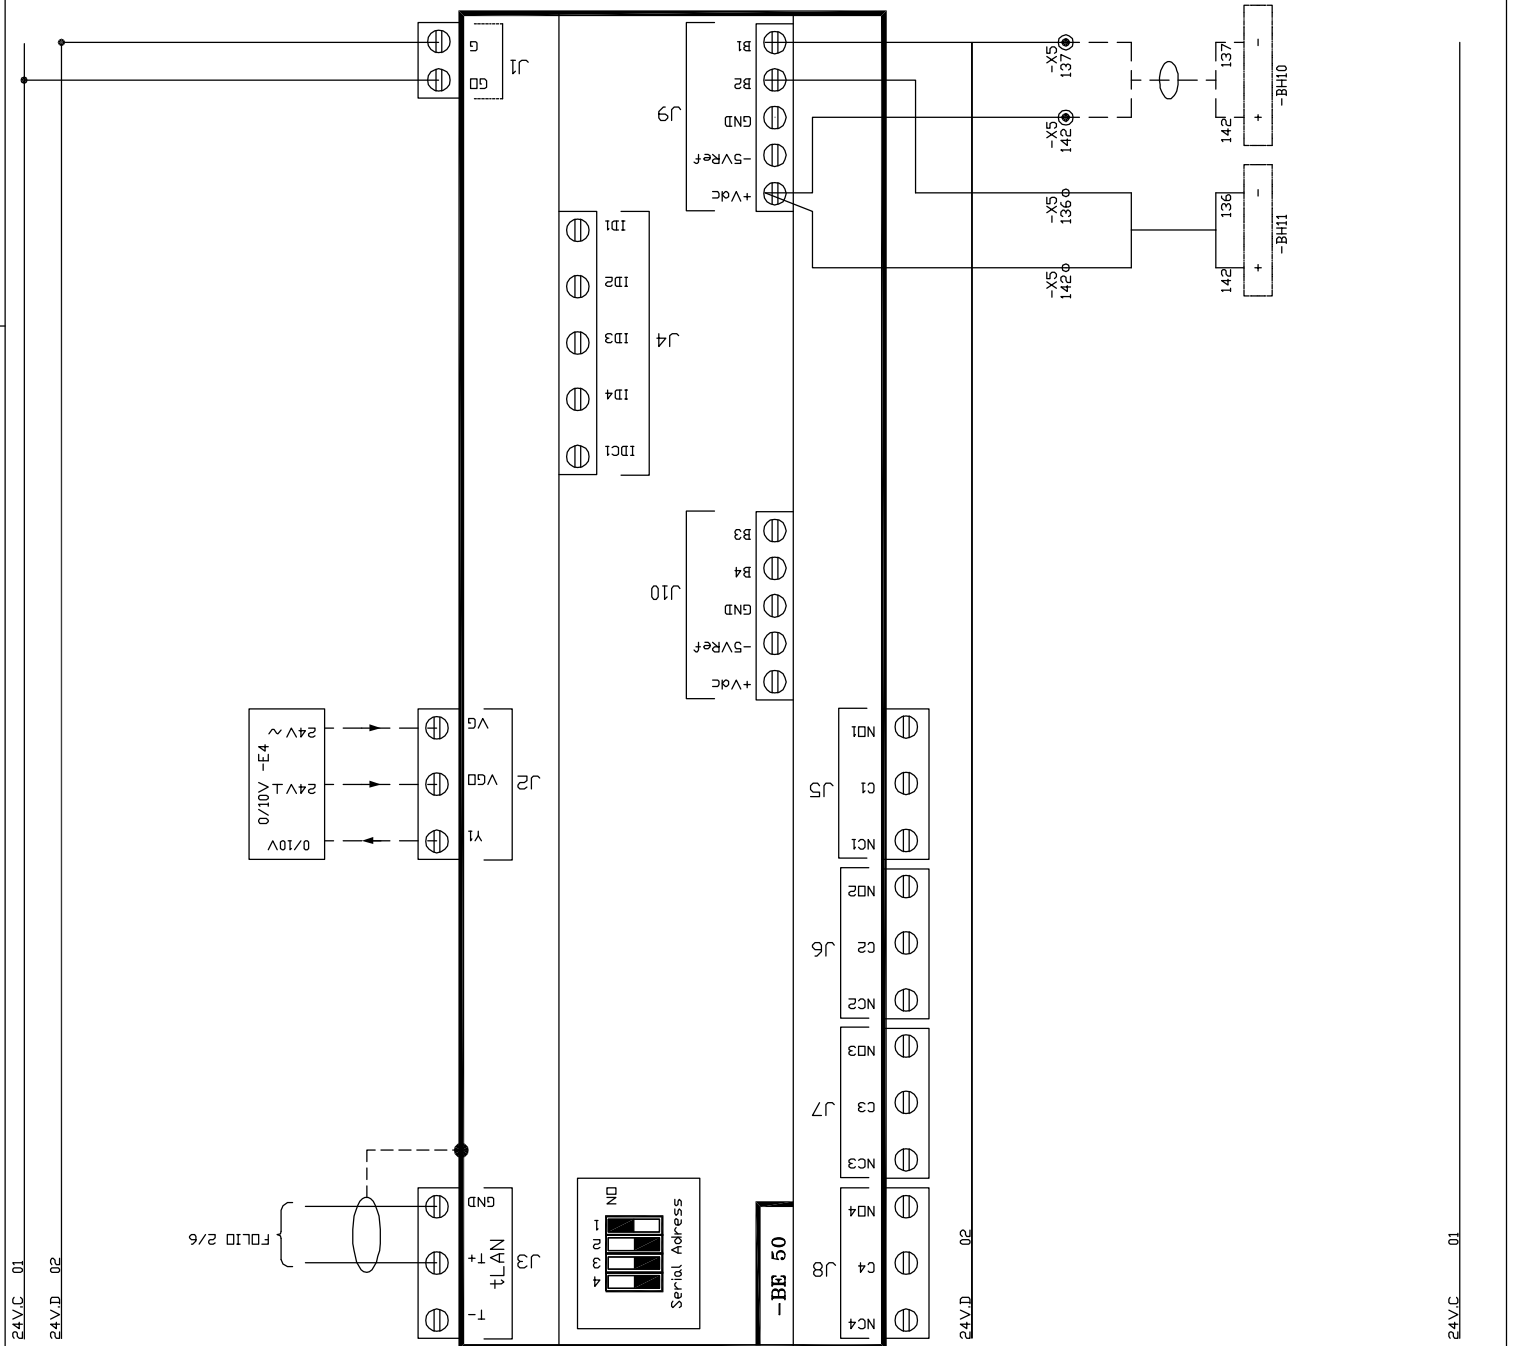 G
G0
J1
B1
B2
GND
-5VRef
+Vdc
J9
-X5
137
-X5
142
-X5
136
-X5
142
137
142
-
+
-BH10
136
142
-
+
-BH11
ID1
ID2
ID3
ID4
IDC1
J4
B3
B4
GND
-5VRef
+Vdc
J10
24V ~
24V ⊥
0/10V
0/10V -E4
VG
VG0
Y1
J2
NO1
C1
NC1
J5
NO2
C2
NC2
J6
NO3
C3
NC3
J7
NO4
C4
NC4
J8
FOLIO 2/6
GND
T+
T-
tLAN
J3
NO
1
2
3
4
Serial Adress
-BE 50
24V.C 01
24V.D 02
24V.D 02
24V.C 01